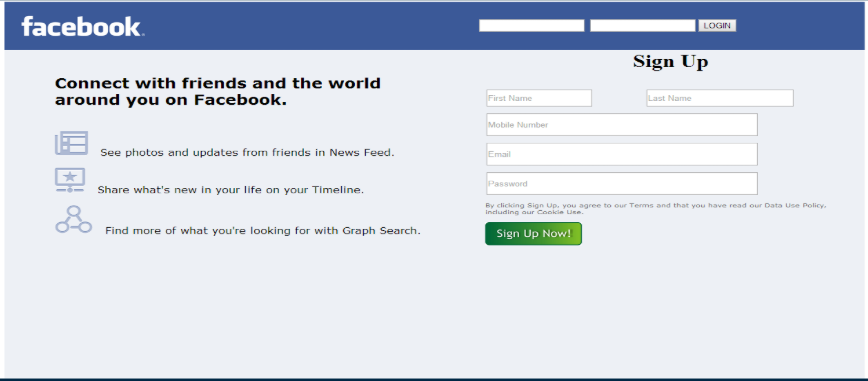 facebook.
LOGIN
Connect with friends and the world
around you on Facebook.
See photos and updates from friends in News Feed.
Share what's new in your life on your Timeline.
Find more of what you're looking for with Graph Search.
Sign Up
First Name
Last Name
Mobile Number
Email
Password
By clicking Sign Up, you agree to our Terms and that you have read our Data Use Policy,
including our Cookie Use.
Sign Up Now!